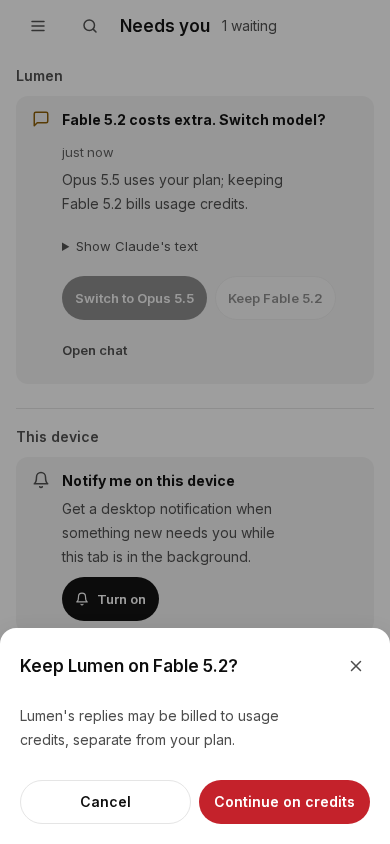 Needs you 1 waiting
Lumen
Fable 5.2 costs extra. Switch model?
just now
Opus 5.5 uses your plan; keeping
Fable 5.2 bills usage credits.
Show Claude's text
Switch to Opus 5.5 Keep Fable 5.2
Open chat
This device
Notify me on this device
Get a desktop notification when
something new needs you while
this tab is in the background.
Turn on
Keep Lumen on Fable 5.2?
Lumen's replies may be billed to usage
credits, separate from your plan.
Cancel Continue on credits